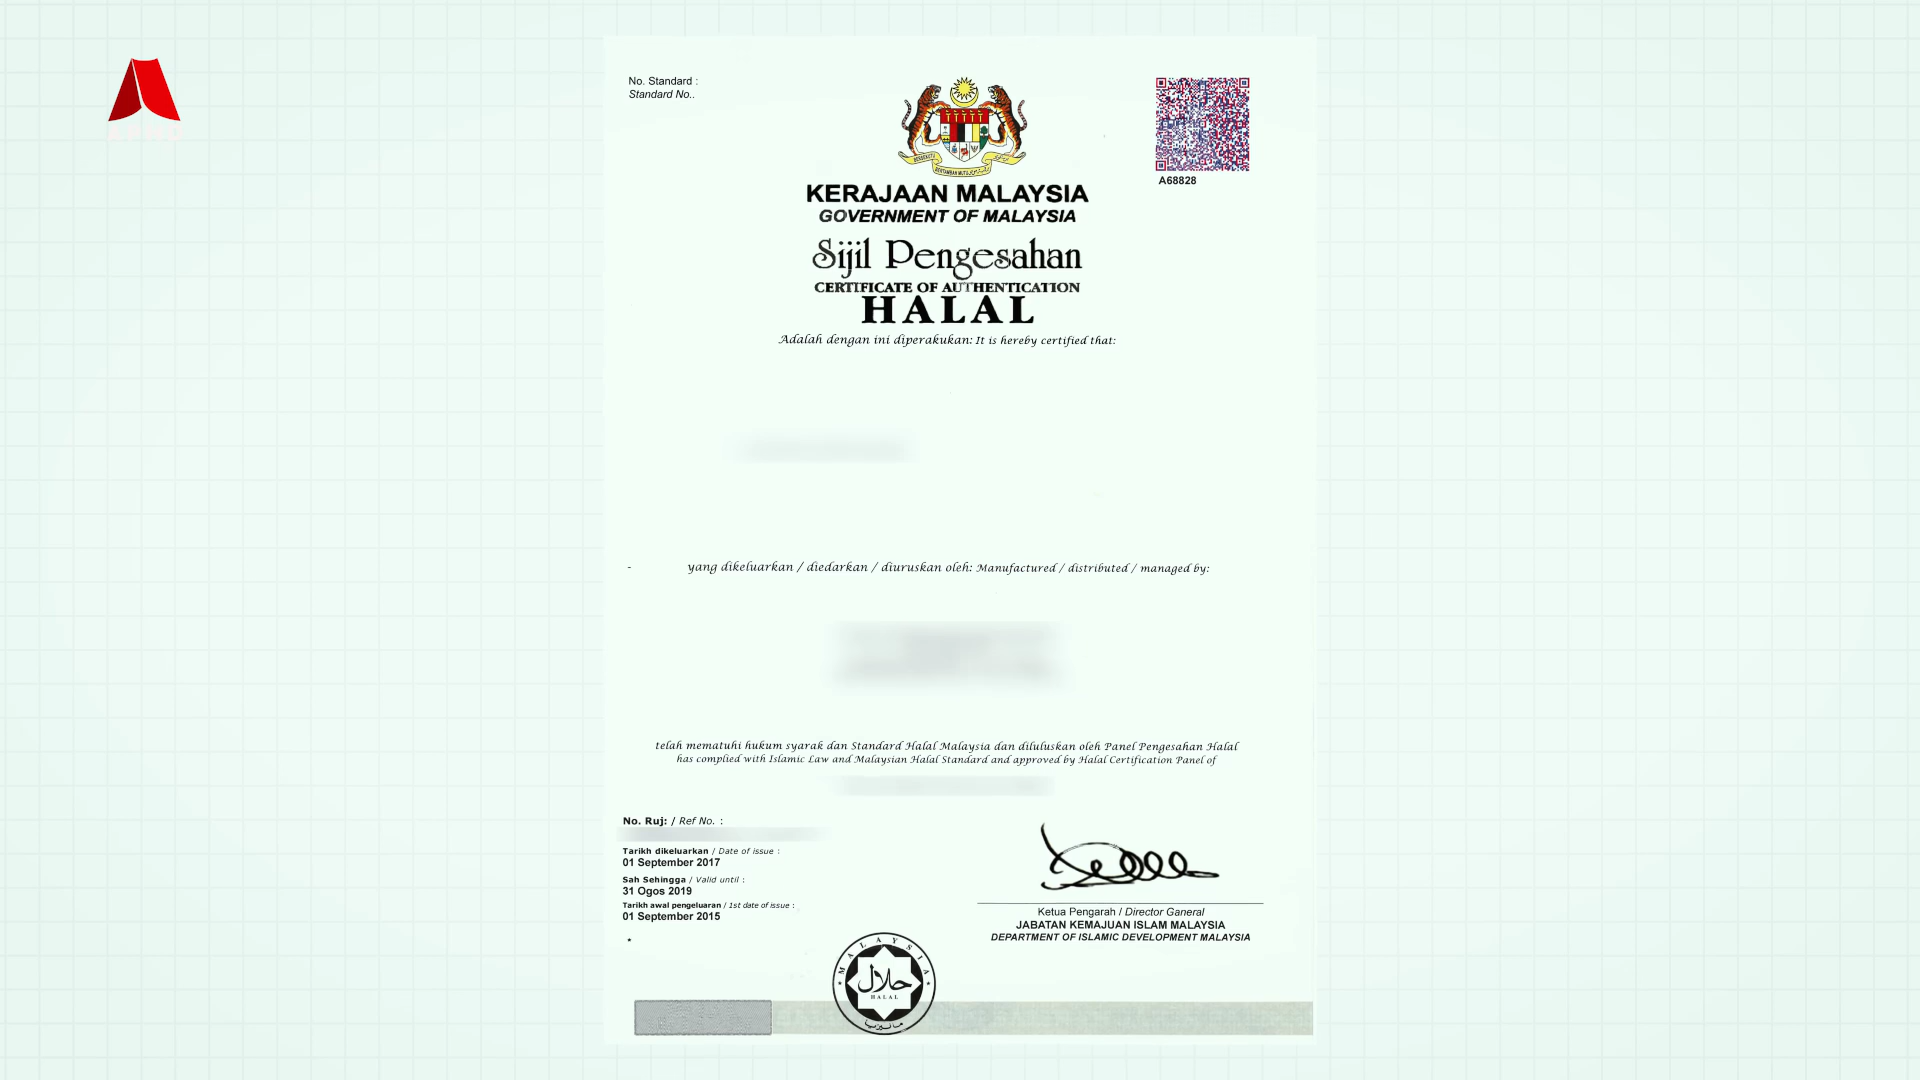 No. Standard :
Standard No..
A68828
KERAJAAN MALAYSIA
GOVERNMENT OF MALAYSIA
Sijil Pengesahan
CERTIFICATE OF AUTHENTICATION
HALAL
Adalah dengan ini diperakukan: It is hereby certified that:
- yang dikeluarkan / diedarkan / diuruskan oleh: Manufactured / distributed / managed by:
telah mematuhi hukum syarak dan Standard Halal Malaysia dan diluluskan oleh Panel Pengesahan Halal
has complied with Islamic Law and Malaysian Halal Standard and approved by Halal Certification Panel of
No. Ruj: / Ref No. :
Tarikh dikeluarkan / Date of issue :
01 September 2017
Sah Sehingga / Valid until :
31 Ogos 2019
Tarikh awal pengeluaran / 1st date of issue :
01 September 2015
*
Ketua Pengarah / Director Ganeral
JABATAN KEMAJUAN ISLAM MALAYSIA
DEPARTMENT OF ISLAMIC DEVELOPMENT MALAYSIA
MALAYSIA
حلال
HALAL